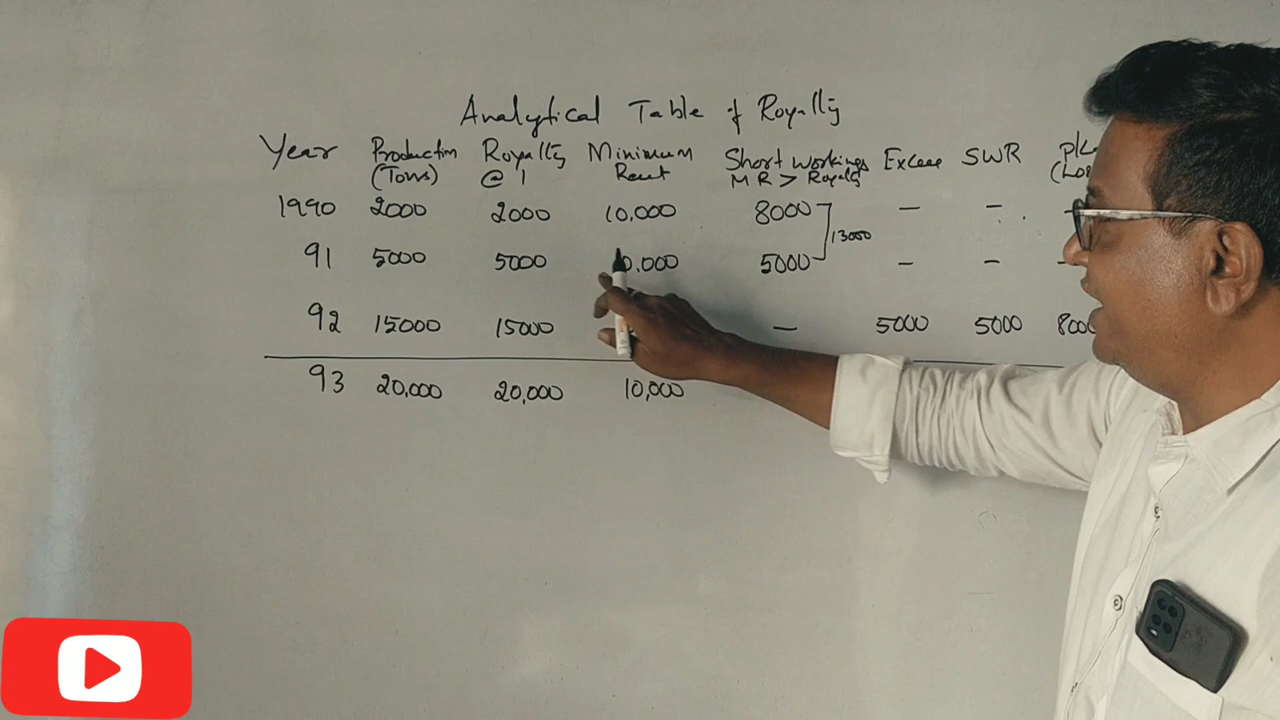 Analytical Table of Royalty
Year Production (Tons) Royalty @ 1 Minimum Rent Short Workings MR > Royalty Excess SWR
1990 2000 2000 10,000 8000 — —
13000
91 5000 5000 0,000 5000 — —
92 15000 15000 — 5000 5000
93 20,000 20,000 10,000